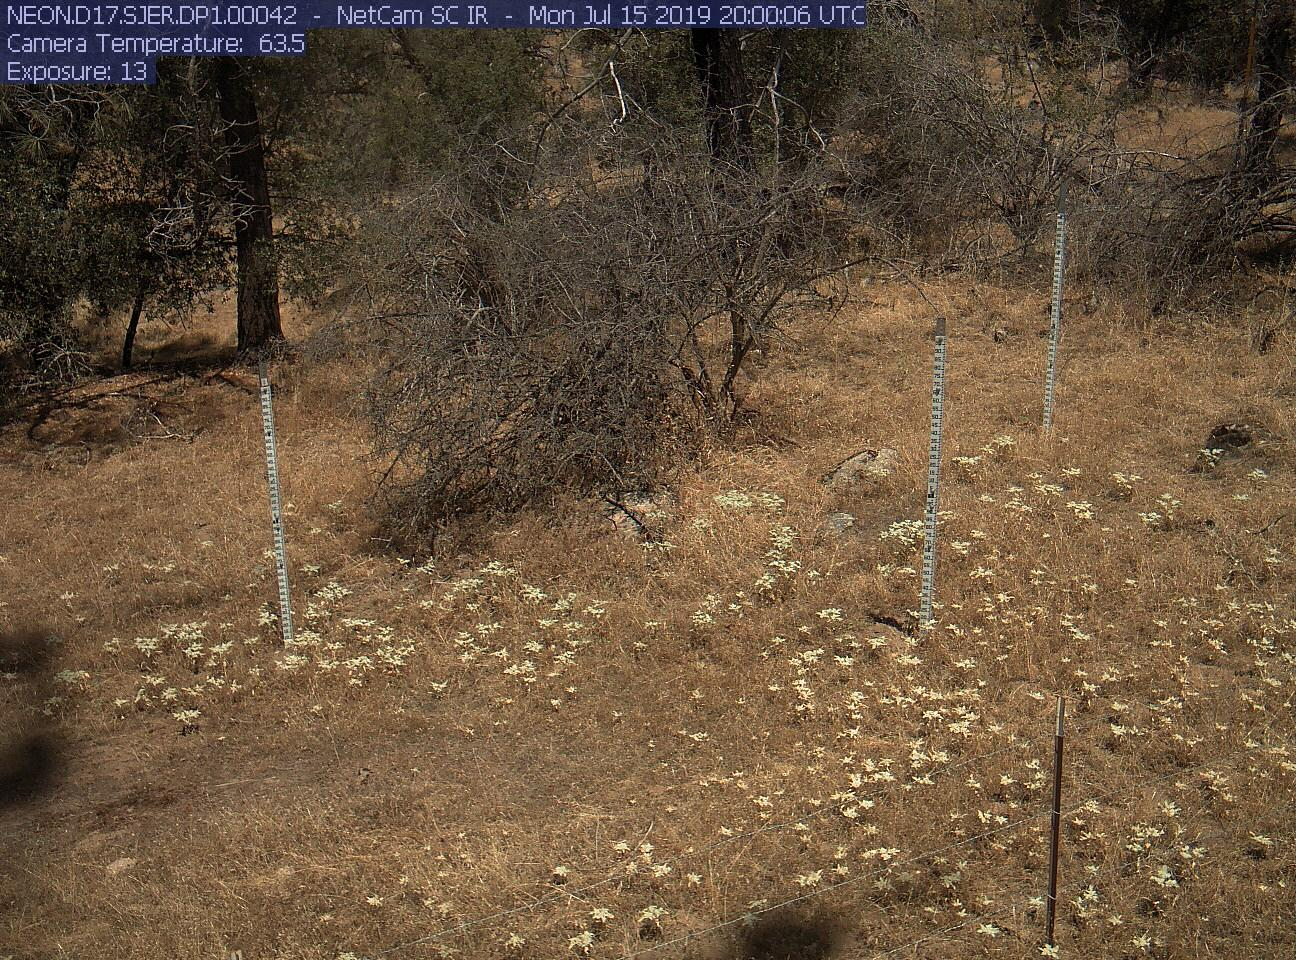 NEON.D17.SJER.DP1.00042 - NetCam SC IR - Mon Jul 15 2019 20:00:06 UTC
Camera Temperature: 63.5
Exposure: 13